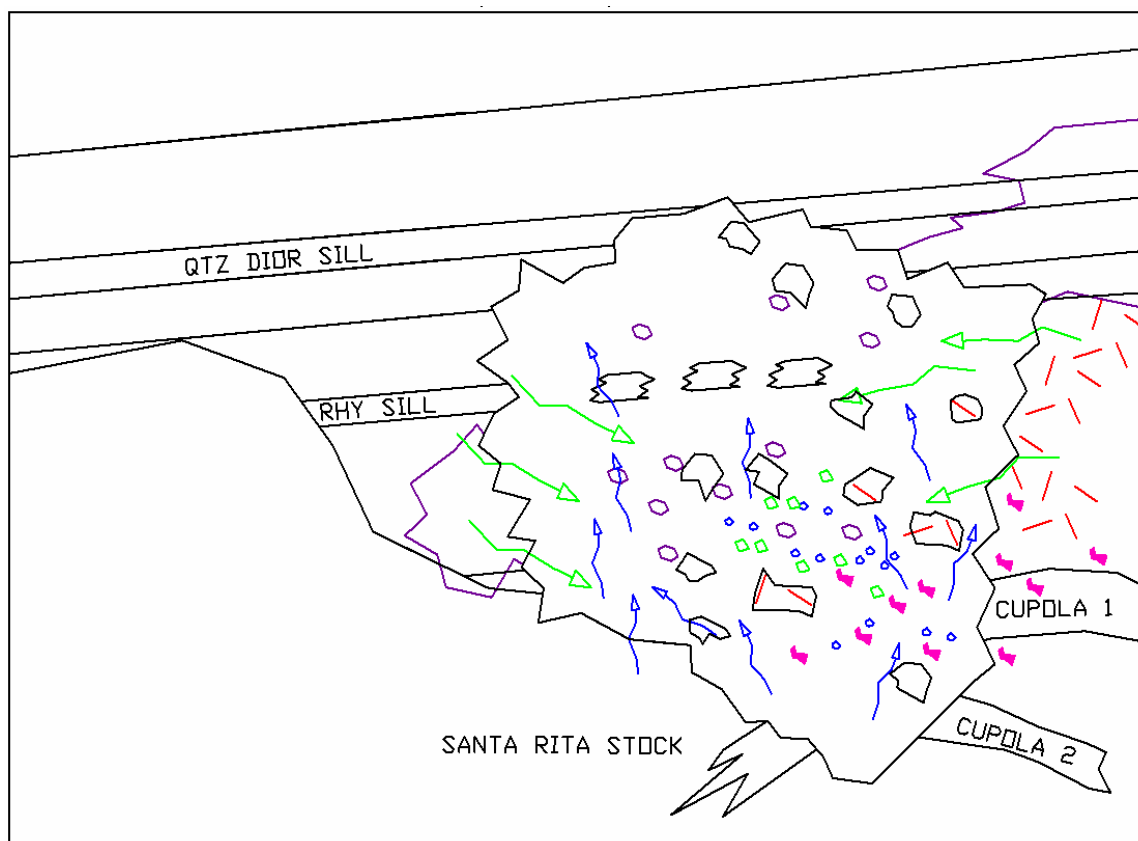 QTZ DIOR SILL
RHY SILL
CUPOLA 1
CUPOLA 2
SANTA RITA STOCK